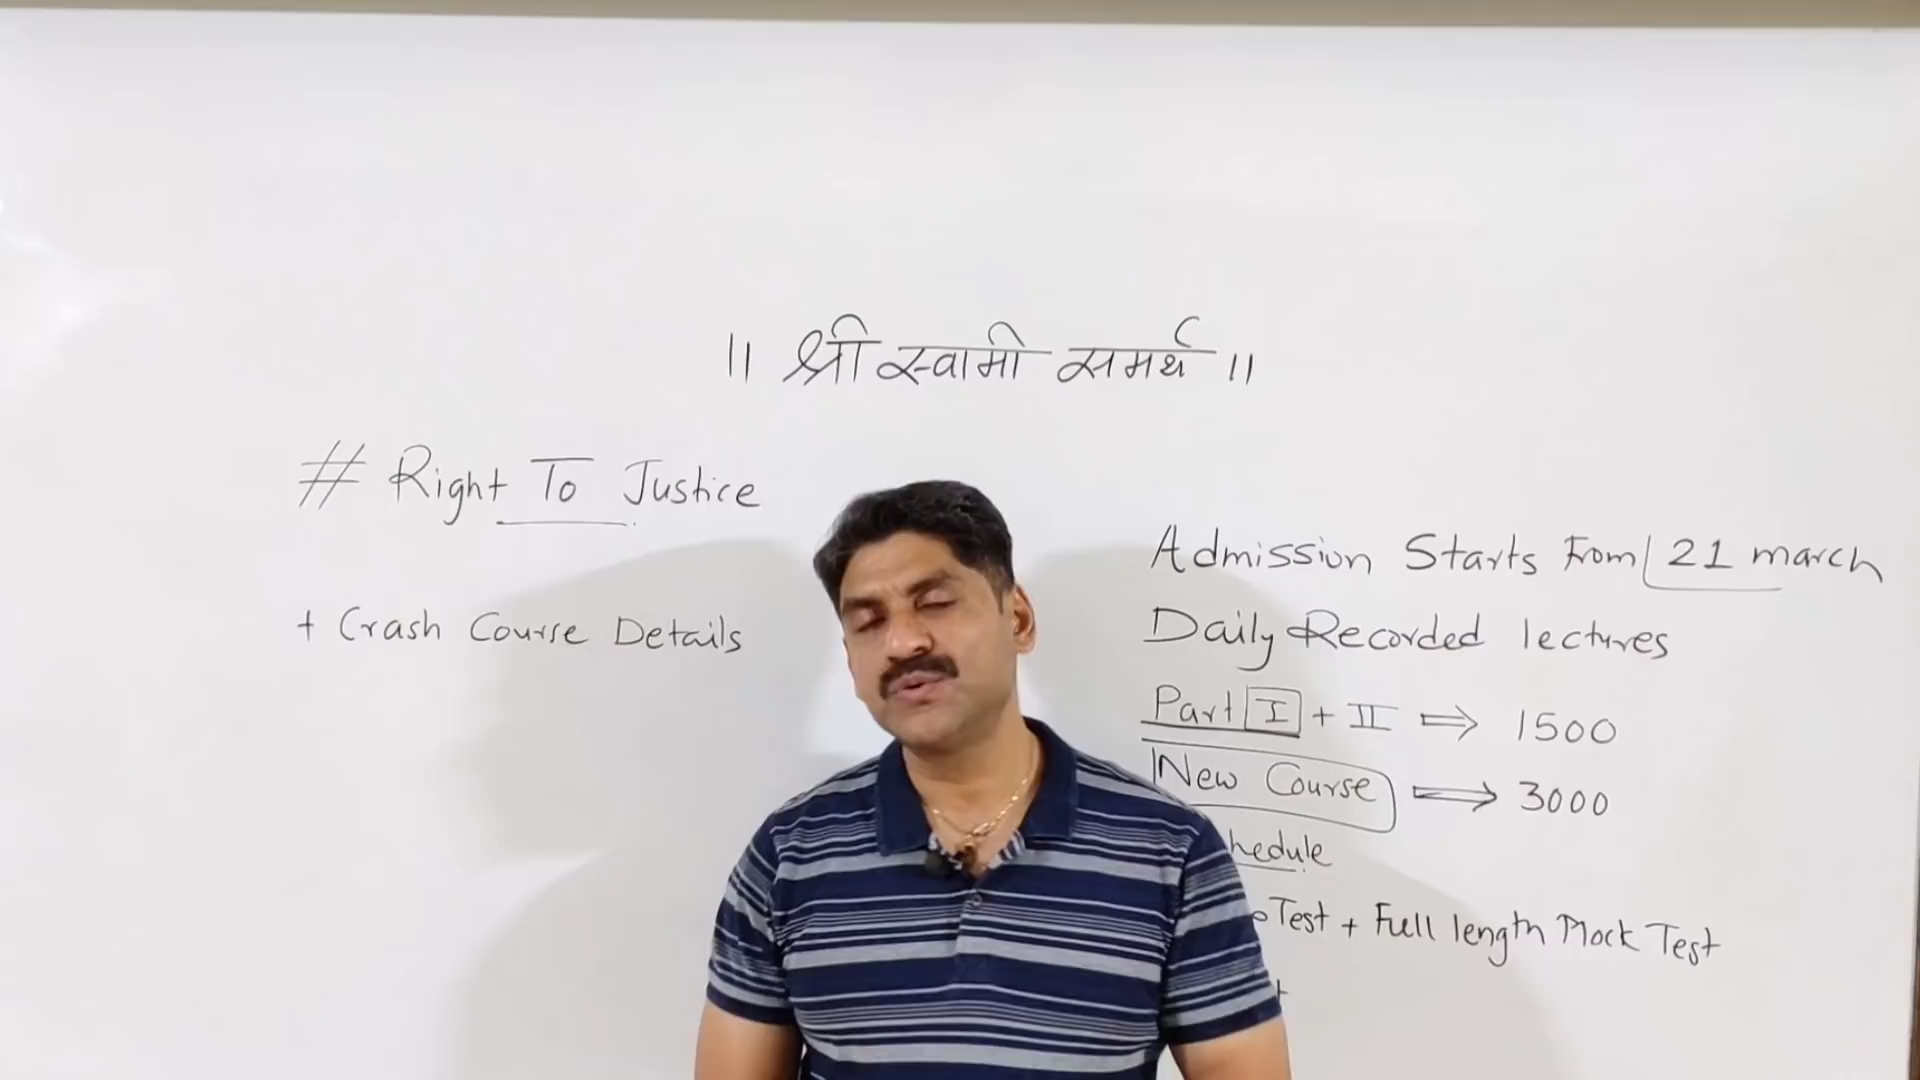 ॥ श्री स्वामी समर्थ ॥
# Right To Justice
+ Crash Course Details
Admission Starts From 21 march
Daily Recorded lectures
Part I + II ⇒ 1500
New Course ⇒ 3000
hedule
Test + Full length Mock Test